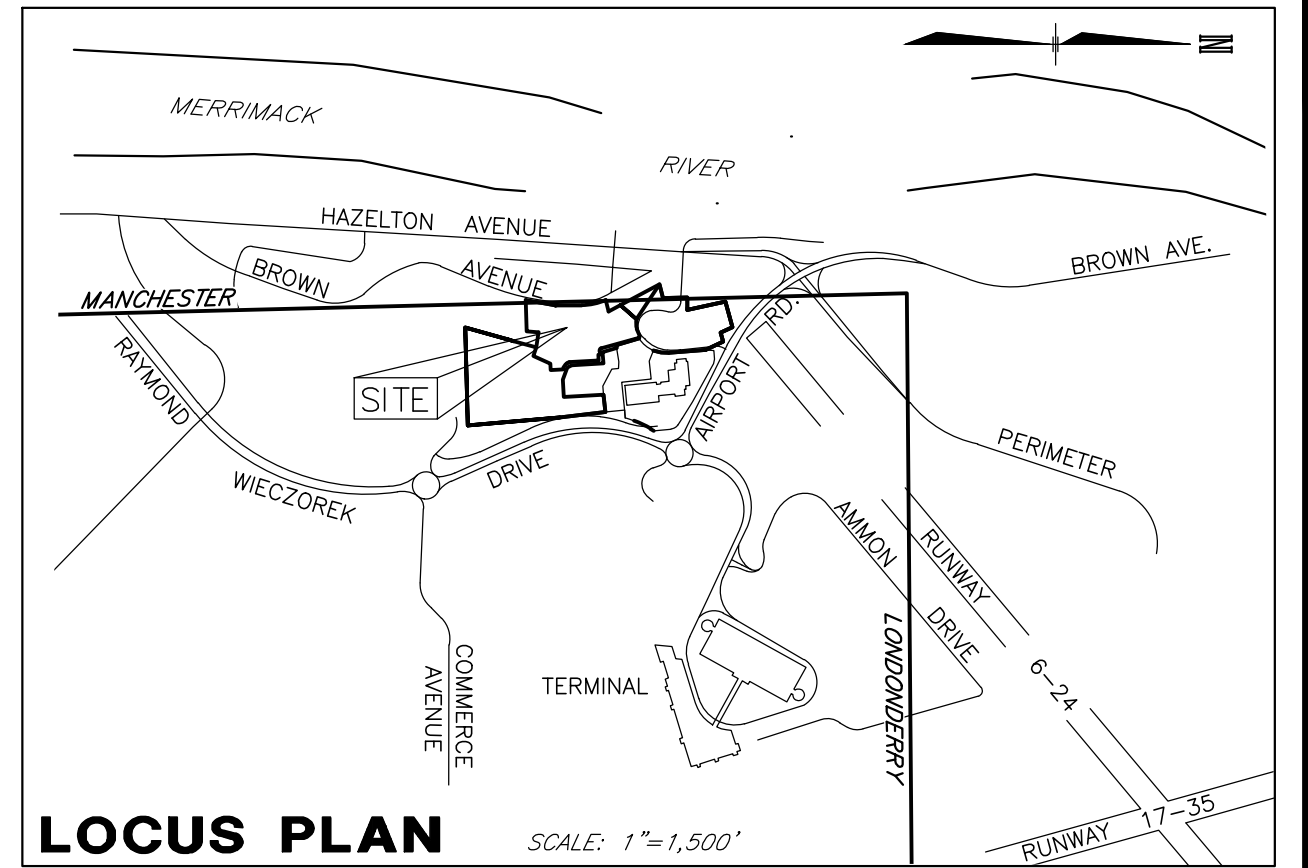 N
MERRIMACK
RIVER
HAZELTON AVENUE
BROWN AVENUE
BROWN AVE.
MANCHESTER
RAYMOND WIECZOREK DRIVE
SITE
AIRPORT RD.
PERIMETER
AMMON DRIVE
RUNWAY 6-24
LONDONDERRY
TERMINAL
COMMERCE
AVENUE
RUNWAY 17-35
LOCUS PLAN
SCALE: 1"=1,500'